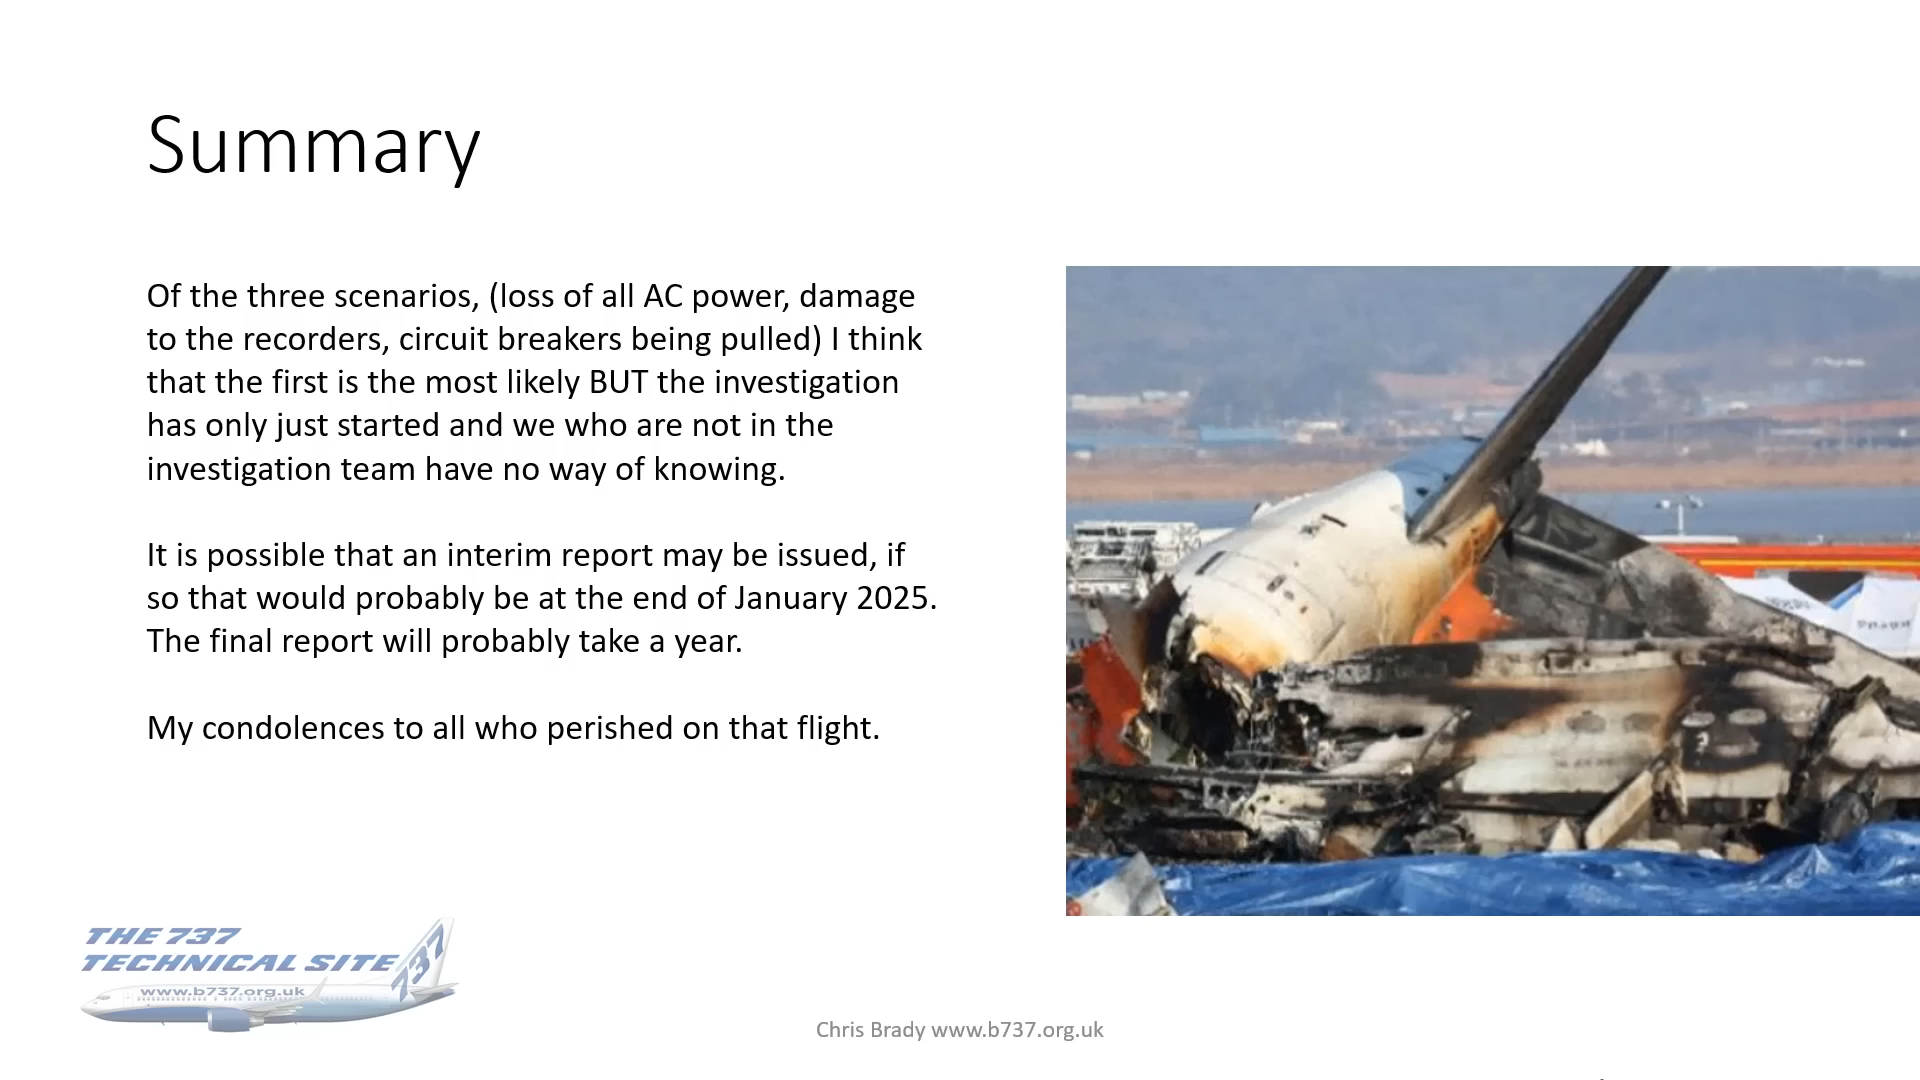 Summary
Of the three scenarios, (loss of all AC power, damage
to the recorders, circuit breakers being pulled) I think
that the first is the most likely BUT the investigation
has only just started and we who are not in the
investigation team have no way of knowing.
It is possible that an interim report may be issued, if
so that would probably be at the end of January 2025.
The final report will probably take a year.
My condolences to all who perished on that flight.
THE 737
TECHNICAL SITE
737
www.b737.org.uk
Chris Brady www.b737.org.uk